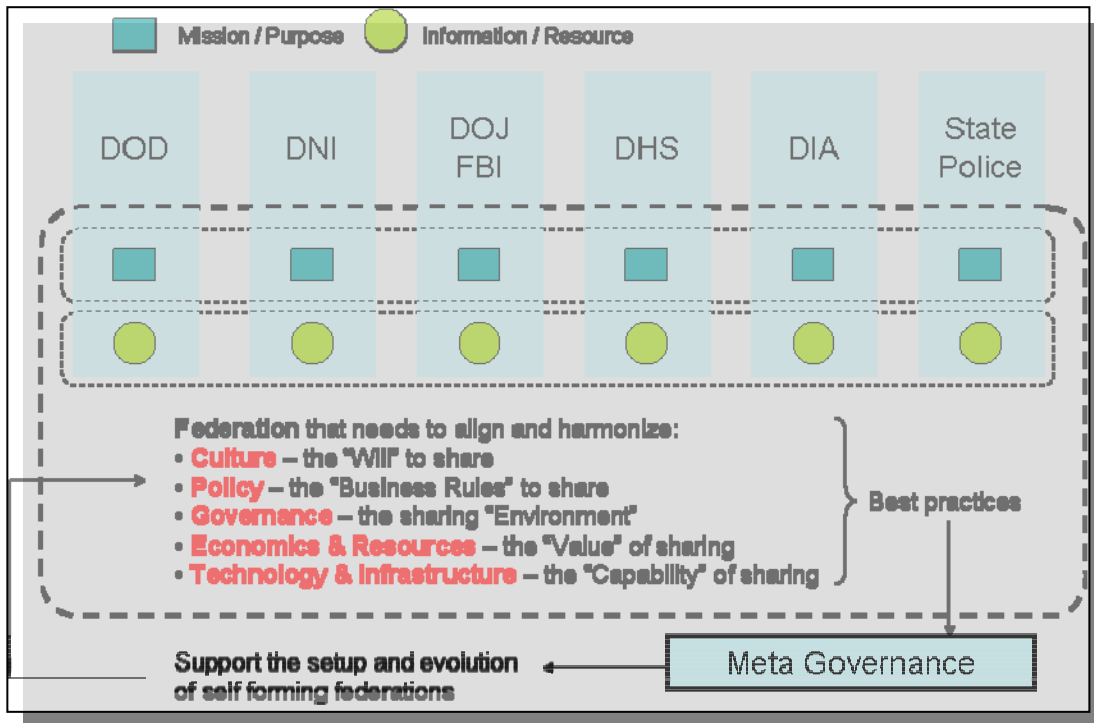 Mission / Purpose
Information / Resource
DOD
DNI
DOJ
FBI
DHS
DIA
State
Police
Federation that needs to align and harmonize:
• Culture – the "Will" to share
• Policy – the "Business Rules" to share
• Governance – the sharing "Environment"
• Economics & Resources – the "Value" of sharing
• Technology & Infrastructure – the "Capability" of sharing
Best practices
Meta Governance
Support the setup and evolution
of self forming federations